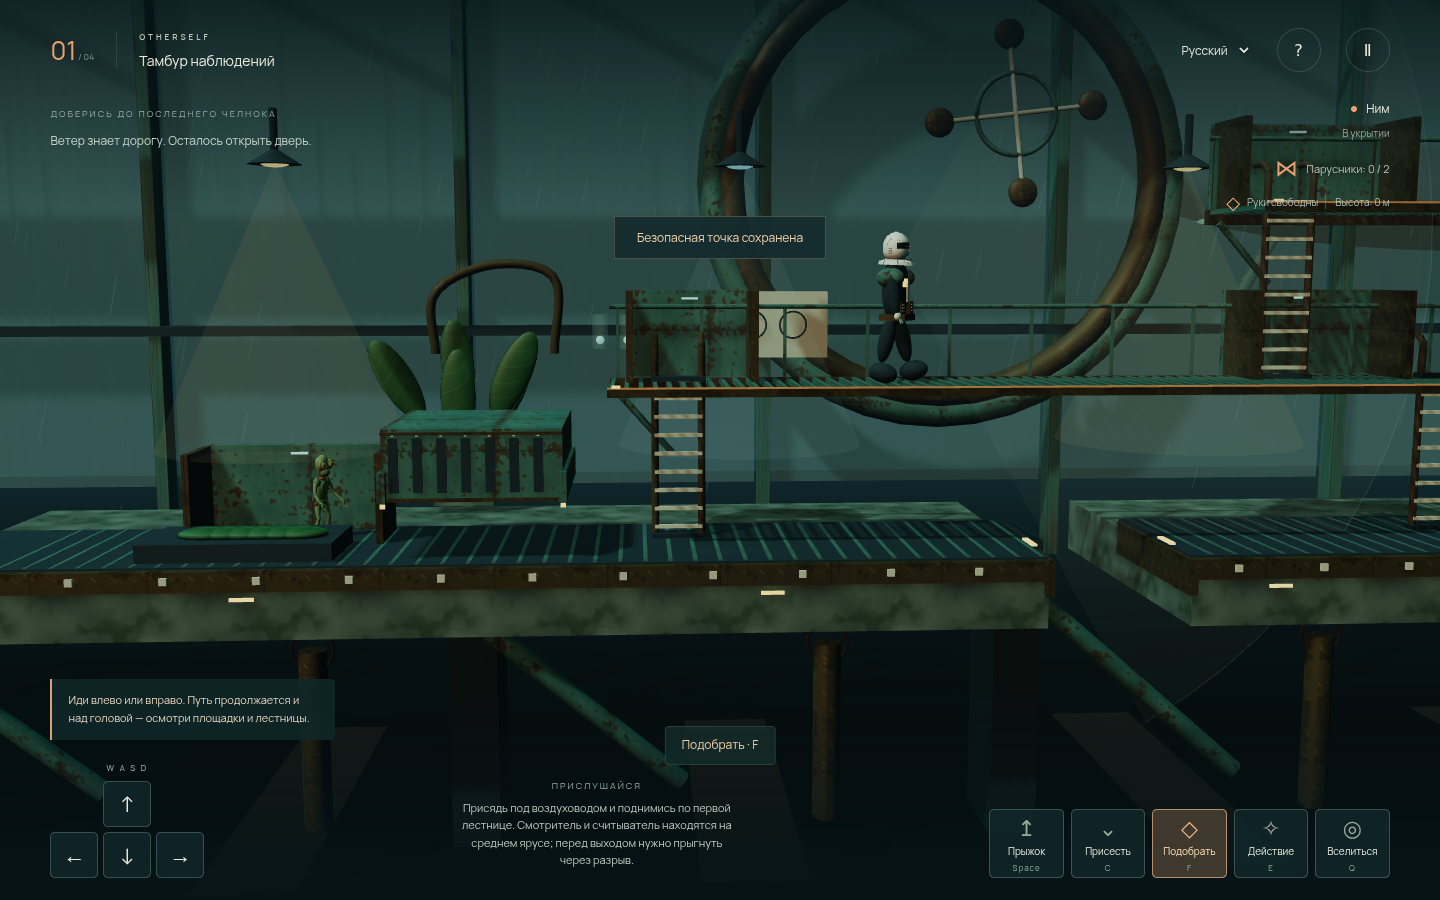 01 / 04
OTHERSELF
Тамбур наблюдений
Русский
?
ДОБЕРИСЬ ДО ПОСЛЕДНЕГО ЧЕЛНОКА
Ветер знает дорогу. Осталось открыть дверь.
Ним
В укрытии
Парусники: 0 / 2
Руки свободны | Высота: 0 м
Безопасная точка сохранена
Иди влево или вправо. Путь продолжается и
над головой — осмотри площадки и лестницы.
Подобрать · F
WASD
↑
← ↓ →
ПРИСЛУШАЙСЯ
Присядь под воздуховодом и поднимись по первой
лестнице. Смотритель и считыватель находятся на
среднем ярусе; перед выходом нужно прыгнуть
через разрыв.
Прыжок
Space
Присесть
C
Подобрать
F
Действие
E
Вселиться
Q